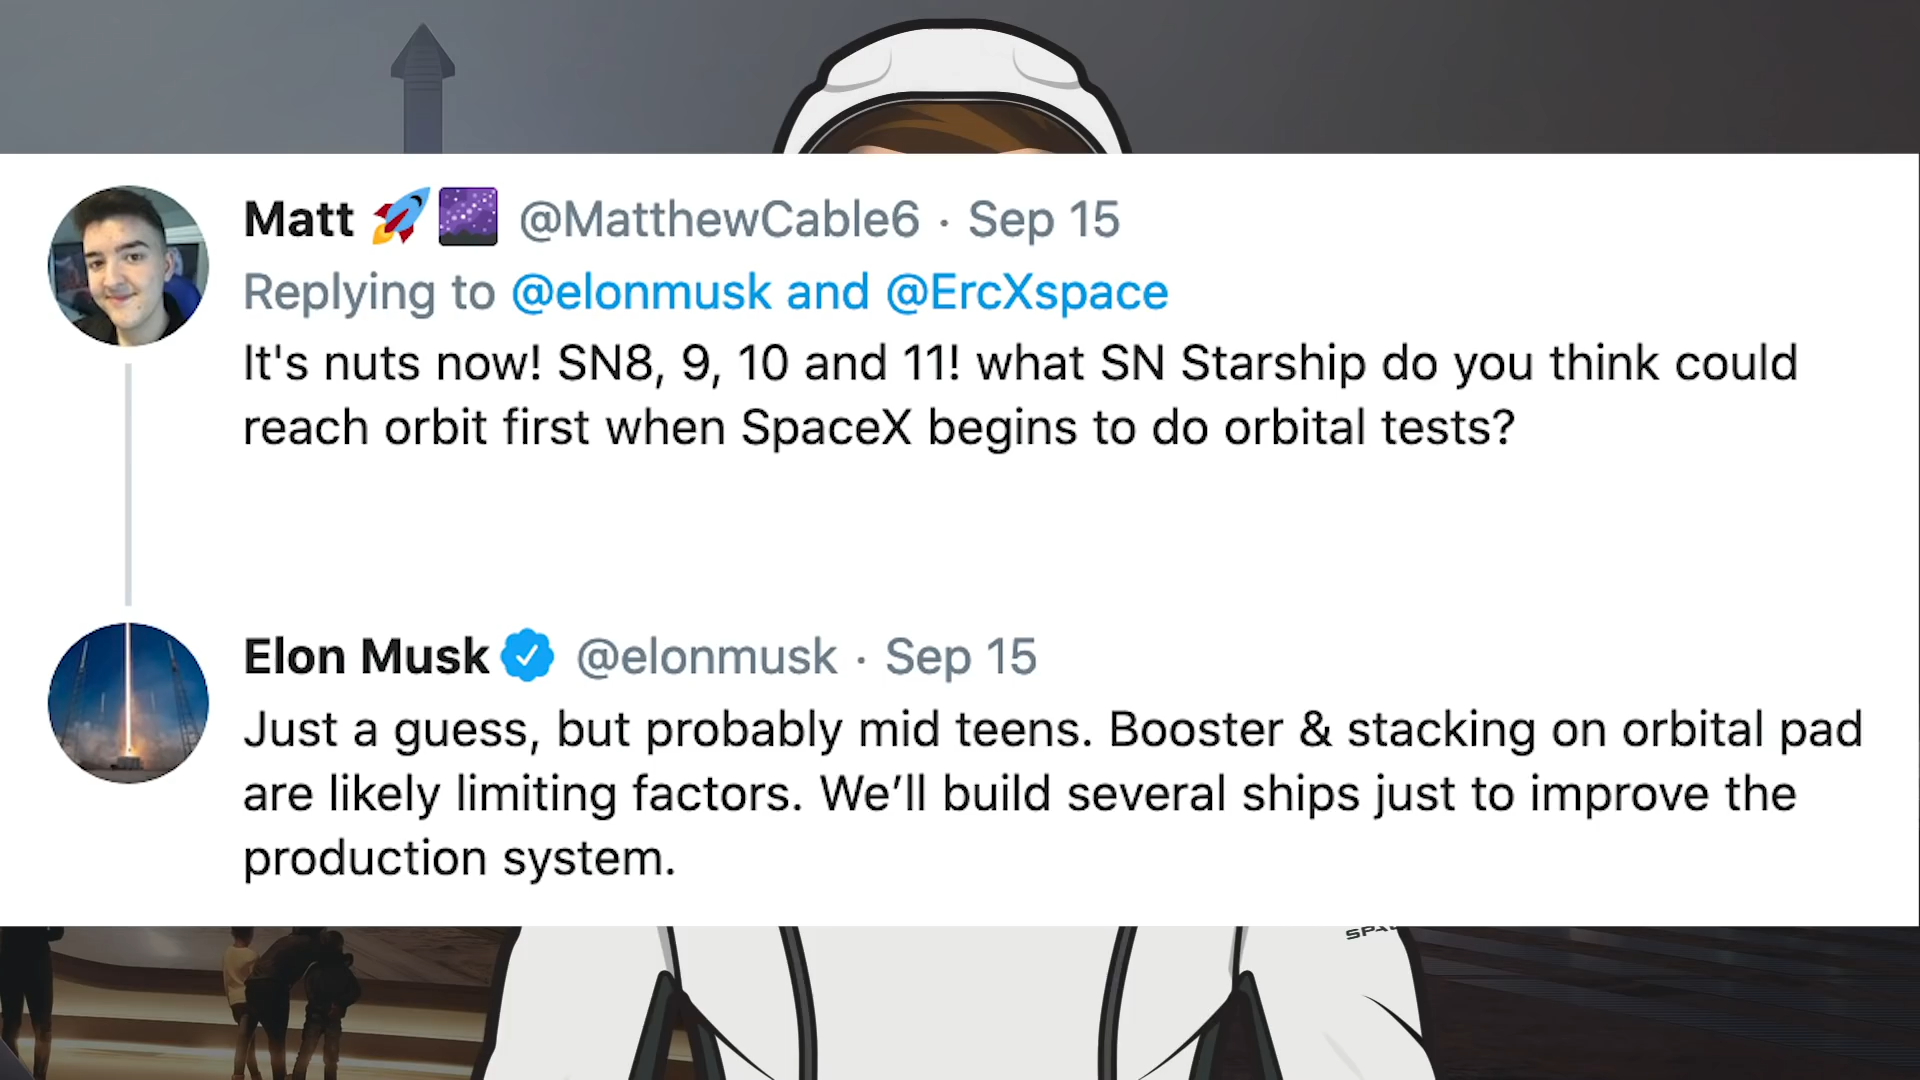 Matt 🚀🌌 @MatthewCable6 · Sep 15
Replying to @elonmusk and @ErcXspace
It's nuts now! SN8, 9, 10 and 11! what SN Starship do you think could
reach orbit first when SpaceX begins to do orbital tests?
Elon Musk @elonmusk · Sep 15
Just a guess, but probably mid teens. Booster & stacking on orbital pad
are likely limiting factors. We’ll build several ships just to improve the
production system.